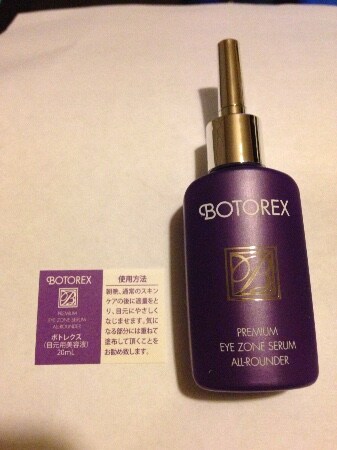 BOTOREX
PREMIUM
EYE ZONE SERUM
ALL-ROUNDER
ボトレクス
(目元用美容液)
20mL
使用方法
朝晩、通常のスキン
ケアの後に適量をと
り、目元にやさしく
なじませます。気に
なる部分には重ねて
塗布して頂くことを
お勧め致します。
BOTOREX
PREMIUM
EYE ZONE SERUM
ALL-ROUNDER